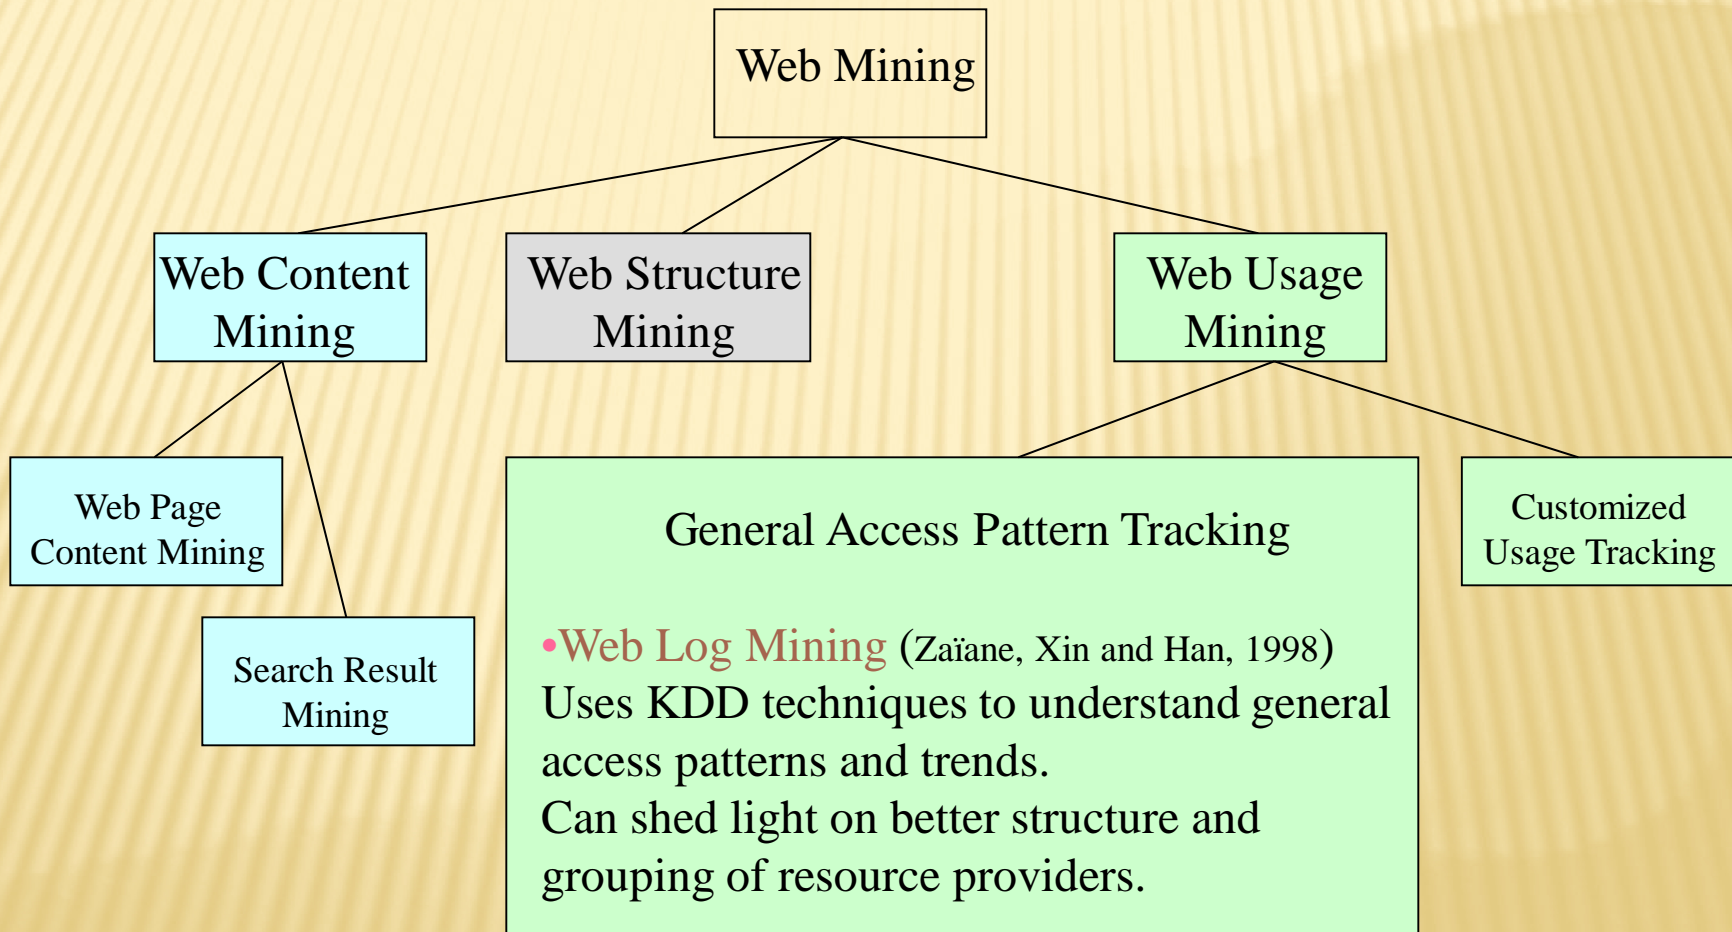 Web Mining
Web Content
Mining
Web Structure
Mining
Web Usage
Mining
Web Page
Content Mining
Search Result
Mining
General Access Pattern Tracking
•Web Log Mining (Zaïane, Xin and Han, 1998)
Uses KDD techniques to understand general
access patterns and trends.
Can shed light on better structure and
grouping of resource providers.
Customized
Usage Tracking